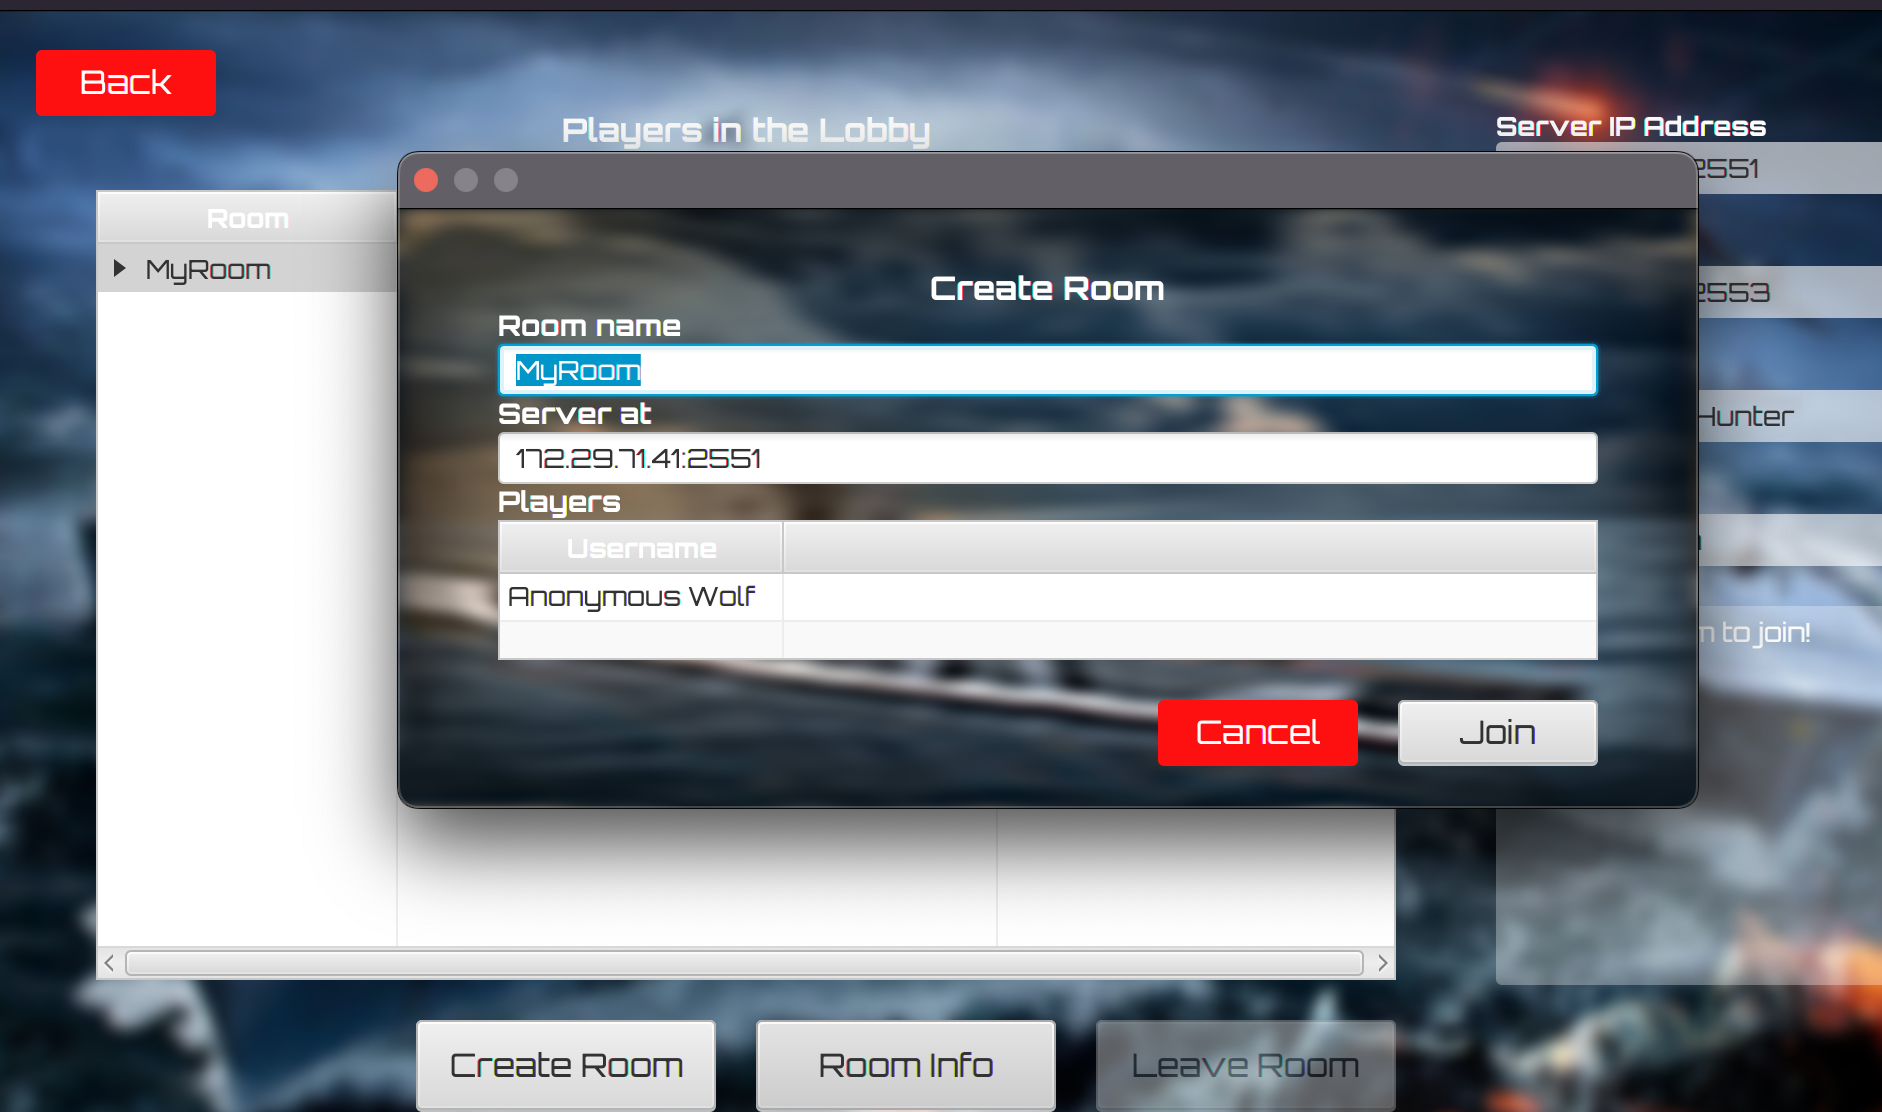 Back
Players in the Lobby
Server IP Address
2551
Room
MyRoom
2553
Hunter
to join!
Create Room
Room name
MyRoom
Server at
172.29.71.41:2551
Players
Username
Anonymous Wolf
Cancel
Join
Create Room
Room Info
Leave Room